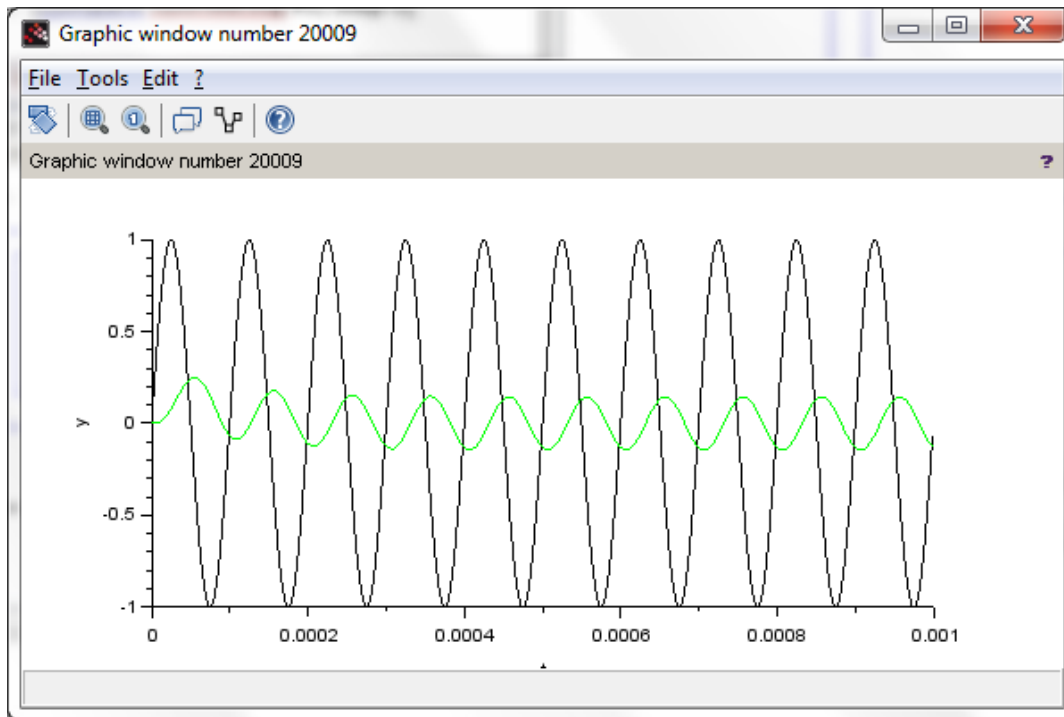 Graphic window number 20009
File Tools Edit ?
Graphic window number 20009 ?
1
0.5
y 0
-0.5
-1
0 0.0002 0.0004 0.0006 0.0008 0.001